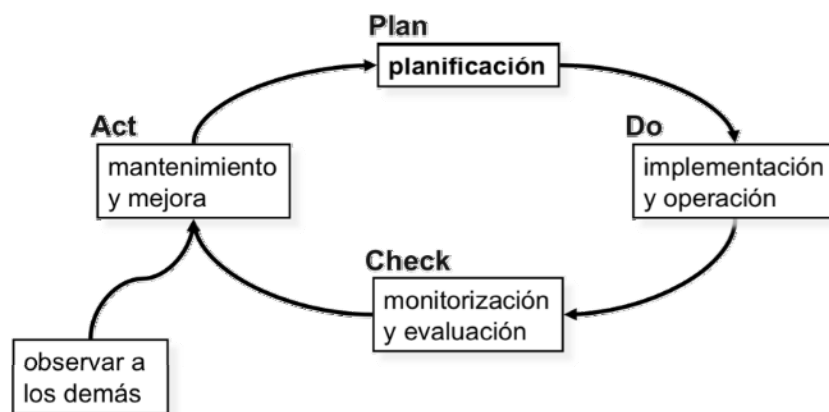 Plan
planificación
Act
mantenimiento
y mejora
Do
implementación
y operación
Check
monitorización
y evaluación
observar a
los demás